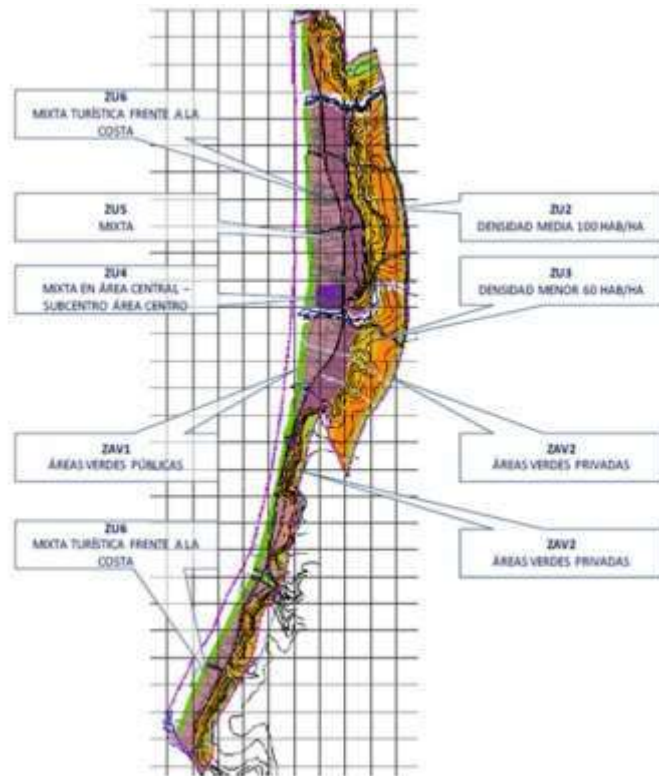 ZU6
MIXTA TURÍSTICA FRENTE A LA
COSTA
ZU5
MIXTA
ZU4
MIXTA EN ÁREA CENTRAL –
SUBCENTRO ÁREA CENTRO
ZAV1
ÁREAS VERDES PÚBLICAS
ZU6
MIXTA TURÍSTICA FRENTE A LA
COSTA
ZU2
DENSIDAD MEDIA 100 HAB/HA
ZU3
DENSIDAD MENOR 60 HAB/HA
ZAV2
ÁREAS VERDES PRIVADAS
ZAV2
ÁREAS VERDES PRIVADAS